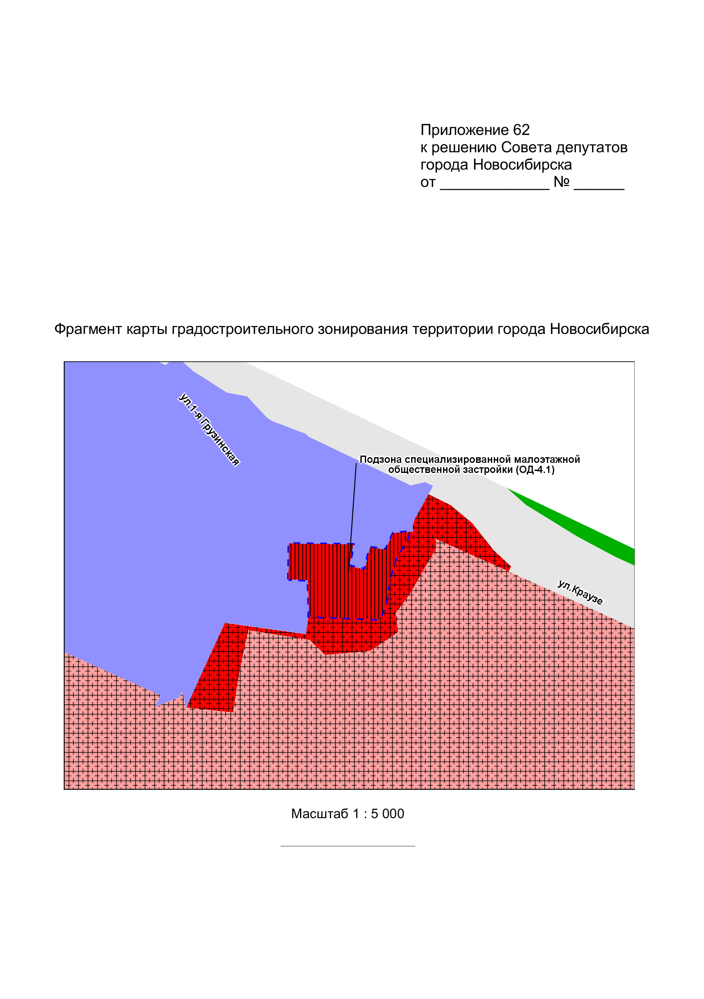 Приложение 62
к решению Совета депутатов
города Новосибирска
от _____________ № ______
Фрагмент карты градостроительного зонирования территории города Новосибирска
ул.1-я Грузинская
Подзона специализированной малоэтажной
общественной застройки (ОД-4.1)
ул.Краузе
Масштаб 1 : 5 000